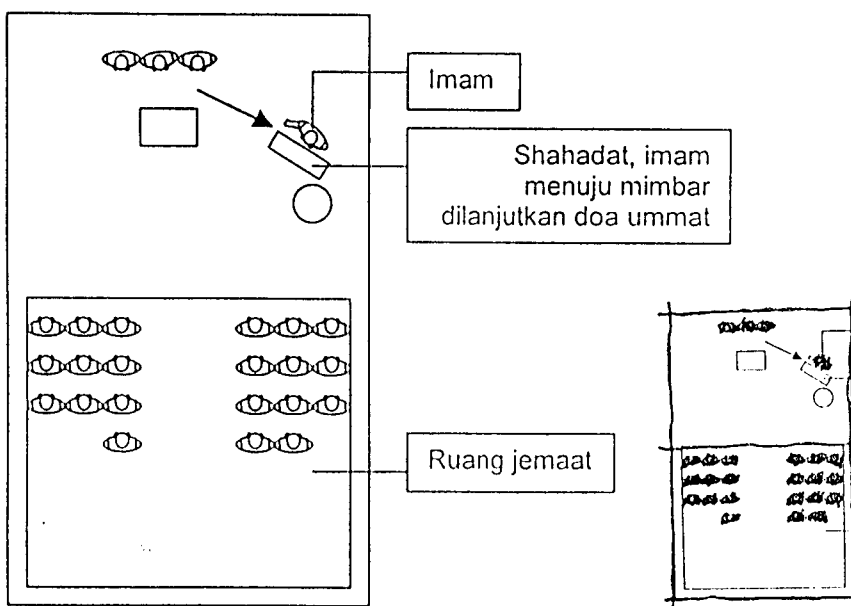 Imam
Shahadat, imam
menuju mimbar
dilanjutkan doa ummat
Ruang jemaat